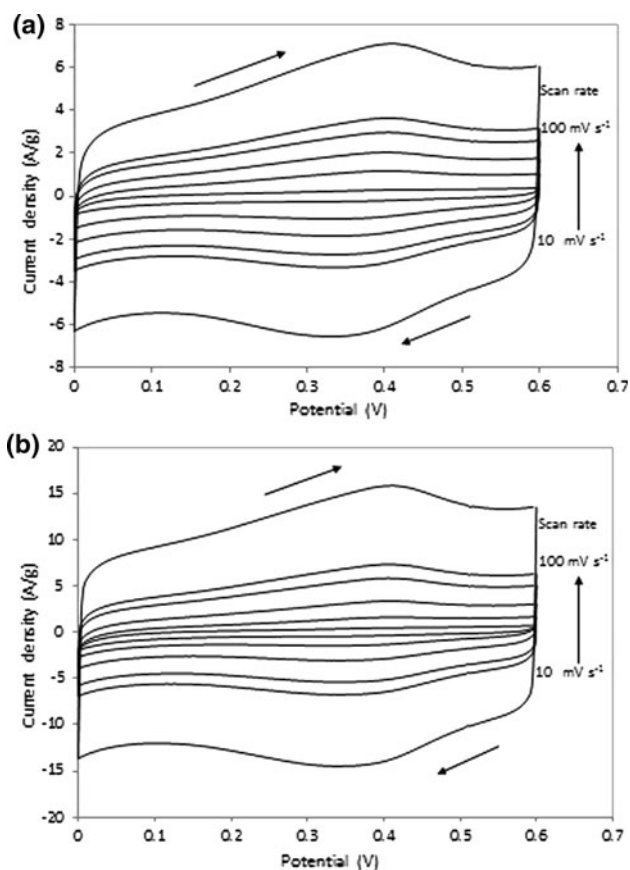 (a)
8
6
Scan rate
4
100 mV s⁻¹
2
0
-2
10 mV s⁻¹
-4
-6
-8
0 0.1 0.2 0.3 0.4 0.5 0.6 0.7
Current density (A/g)
Potential (V)
(b)
20
15
10
Scan rate
100 mV s⁻¹
5
0
-5
10 mV s⁻¹
-10
-15
-20
0 0.1 0.2 0.3 0.4 0.5 0.6 0.7
Current density (A/g)
Potential (V)